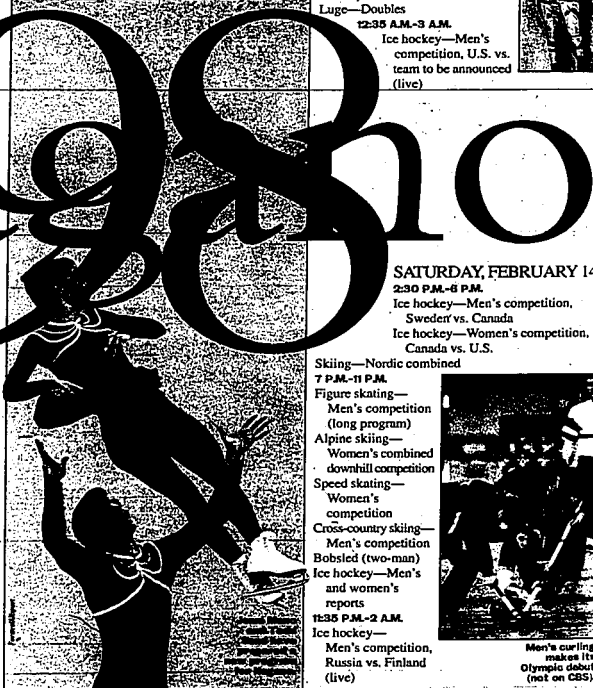 Luge—Doubles
12:35 A.M.-3 A.M.
Ice hockey—Men's
competition, U.S. vs.
team to be announced
(live)
98
gano
SATURDAY, FEBRUARY 14
2:30 P.M.-6 P.M.
Ice hockey—Men's competition,
Sweden vs. Canada
Ice hockey—Women's competition,
Canada vs. U.S.
Skiing—Nordic combined
7 P.M.-11 P.M.
Figure skating—
Men's competition
(long program)
Alpine skiing—
Women's combined
downhill competition
Speed skating—
Women's
competition
Cross-country skiing—
Men's competition
Bobsled (two-man)
Ice hockey—Men's
and women's
reports
11:35 P.M.-2 A.M.
Ice hockey—
Men's competition,
Russia vs. Finland
(live)
Men's curling
makes its
Olympic debut
(not on CBS)